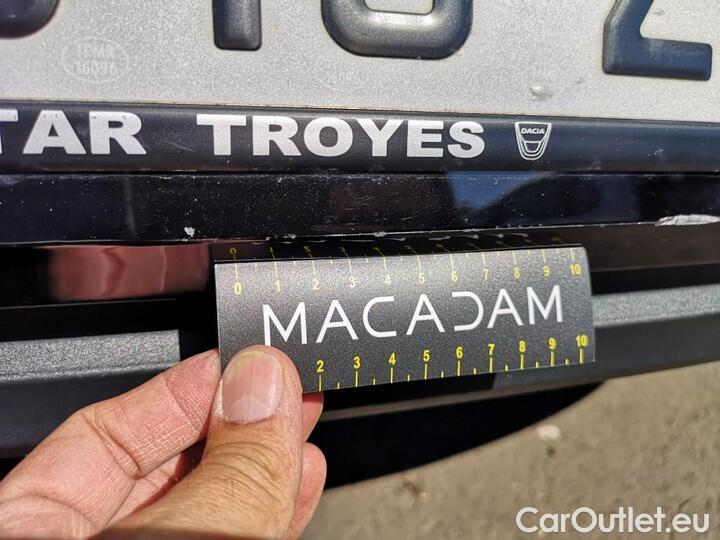 TAR TROYES DACIA
0 1 2 3 4 5 6 7 8 9 10
MACADAM
2 3 4 5 6 7 8 9 10
CarOutlet.eu